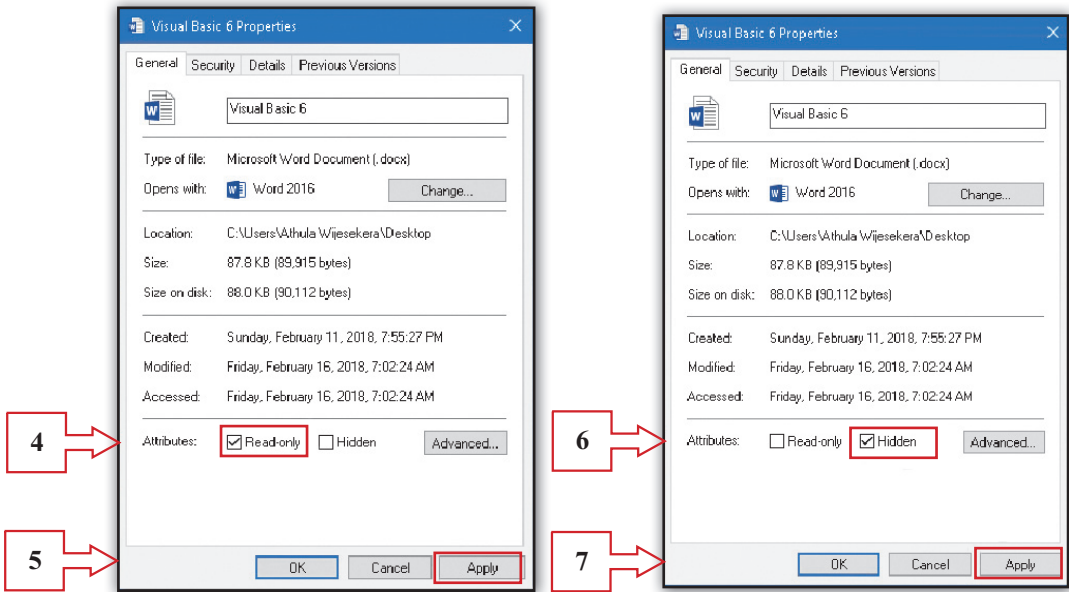 Visual Basic 6 Properties
General Security Details Previous Versions
Visual Basic 6
Type of file: Microsoft Word Document (.docx)
Opens with: Word 2016 Change...
Location: C:\Users\Athula Wijesekera\Desktop
Size: 87.8 KB (89,915 bytes)
Size on disk: 88.0 KB (90,112 bytes)
Created: Sunday, February 11, 2018, 7:55:27 PM
Modified: Friday, February 16, 2018, 7:02:24 AM
Accessed: Friday, February 16, 2018, 7:02:24 AM
4
Attributes: Read-only Hidden Advanced...
5
OK Cancel Apply
Visual Basic 6 Properties
General Security Details Previous Versions
Visual Basic 6
Type of file: Microsoft Word Document (.docx)
Opens with: Word 2016 Change...
Location: C:\Users\Athula Wijesekera\Desktop
Size: 87.8 KB (89,915 bytes)
Size on disk: 88.0 KB (90,112 bytes)
Created: Sunday, February 11, 2018, 7:55:27 PM
Modified: Friday, February 16, 2018, 7:02:24 AM
Accessed: Friday, February 16, 2018, 7:02:24 AM
6
Attributes: Read-only Hidden Advanced...
7
OK Cancel Apply